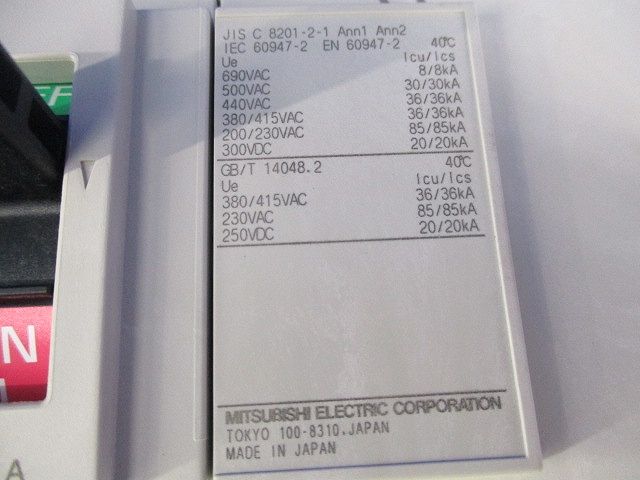 JIS C 8201-2-1 Ann1 Ann2
IEC 60947-2 EN 60947-2 40℃
Ue Icu/Ics
690VAC 8/8kA
500VAC 30/30kA
440VAC 36/36kA
380/415VAC 36/36kA
200/230VAC 85/85kA
300VDC 20/20kA
GB/T 14048.2 40℃
Ue Icu/Ics
380/415VAC 36/36kA
230VAC 85/85kA
250VDC 20/20kA
MITSUBISHI ELECTRIC CORPORATION
TOKYO 100-8310,JAPAN
MADE IN JAPAN
FF
N
A